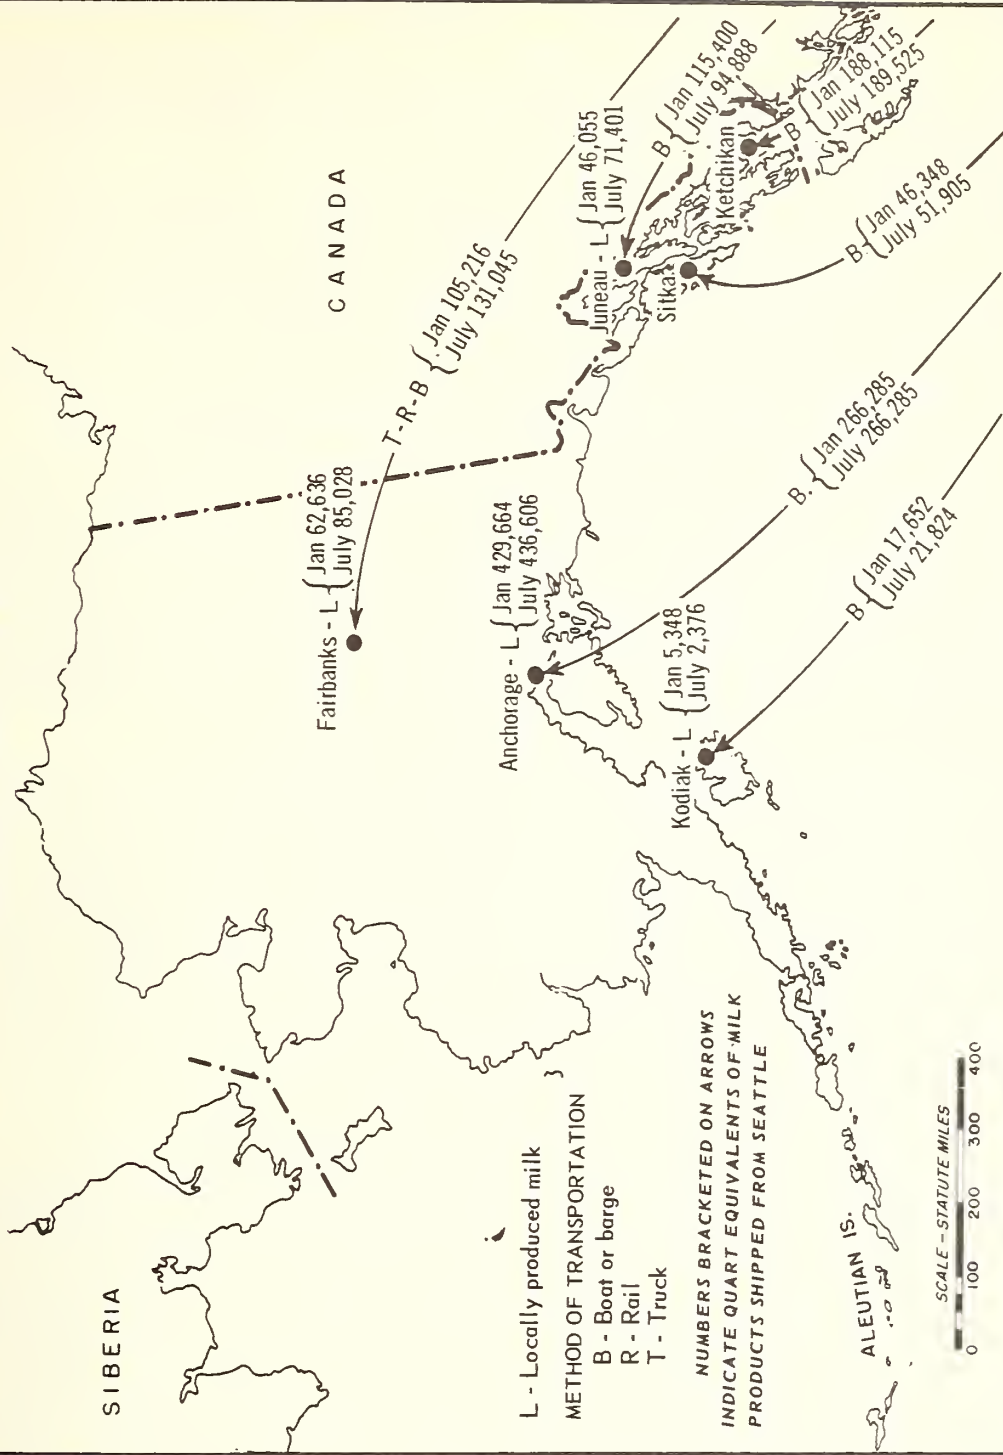 SIBERIA
CANADA
Fairbanks - L { Jan 62,636
July 85,028
T-R-B { Jan 105,216
July 131,045
Anchorage - L { Jan 429,664
July 436,606
B. { Jan 266,285
July 266,285
Kodiak - L { Jan 5,348
July 2,376
B { Jan 17,652
July 21,824
Juneau - L { Jan 46,055
July 71,401
B { Jan 115,400
July 94,888
Sitka
B. { Jan 46,348
July 51,905
Ketchikan
B { Jan 188,115
July 189,525
L - Locally produced milk
METHOD OF TRANSPORTATION
B - Boat or barge
R - Rail
T - Truck
NUMBERS BRACKETED ON ARROWS
INDICATE QUART EQUIVALENTS OF MILK
PRODUCTS SHIPPED FROM SEATTLE
ALEUTIAN IS.
SCALE - STATUTE MILES
0 100 200 300 400